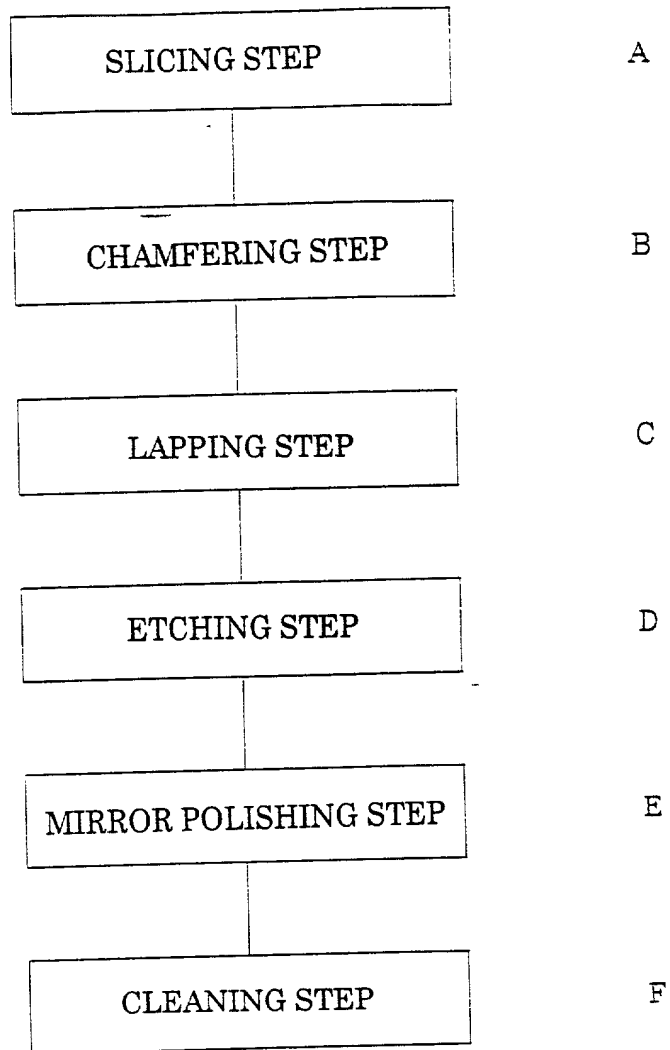 SLICING STEP A
CHAMFERING STEP B
LAPPING STEP C
ETCHING STEP D
MIRROR POLISHING STEP E
CLEANING STEP F